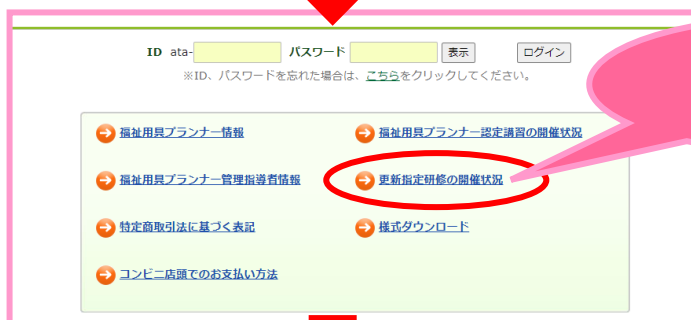 ID ata- パスワード 表示 ログイン
※ID、パスワードを忘れた場合は、こちらをクリックしてください。
福祉用具プランナー情報 福祉用具プランナー認定講習の開催状況
福祉用具プランナー管理指導者情報 更新指定研修の開催状況
特定商取引法に基づく表記 様式ダウンロード
コンビニ店頭でのお支払い方法